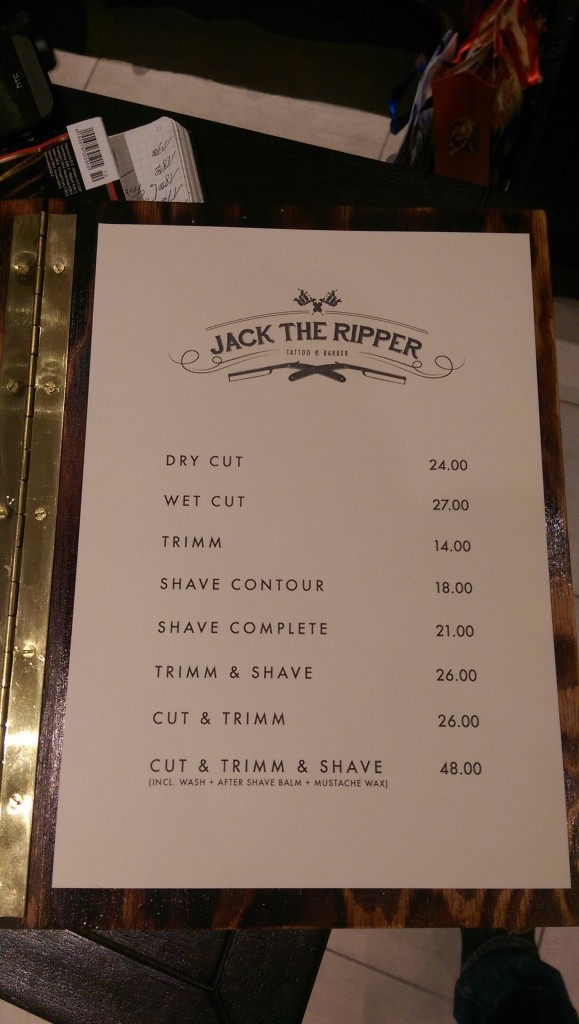 htc
JACK THE RIPPER
TATTOO & BARBER
DRY CUT 24.00
WET CUT 27.00
TRIMM 14.00
SHAVE CONTOUR 18.00
SHAVE COMPLETE 21.00
TRIMM & SHAVE 26.00
CUT & TRIMM 26.00
CUT & TRIMM & SHAVE 48.00
(INCL. WASH + AFTER SHAVE BALM + MUSTACHE WAX)